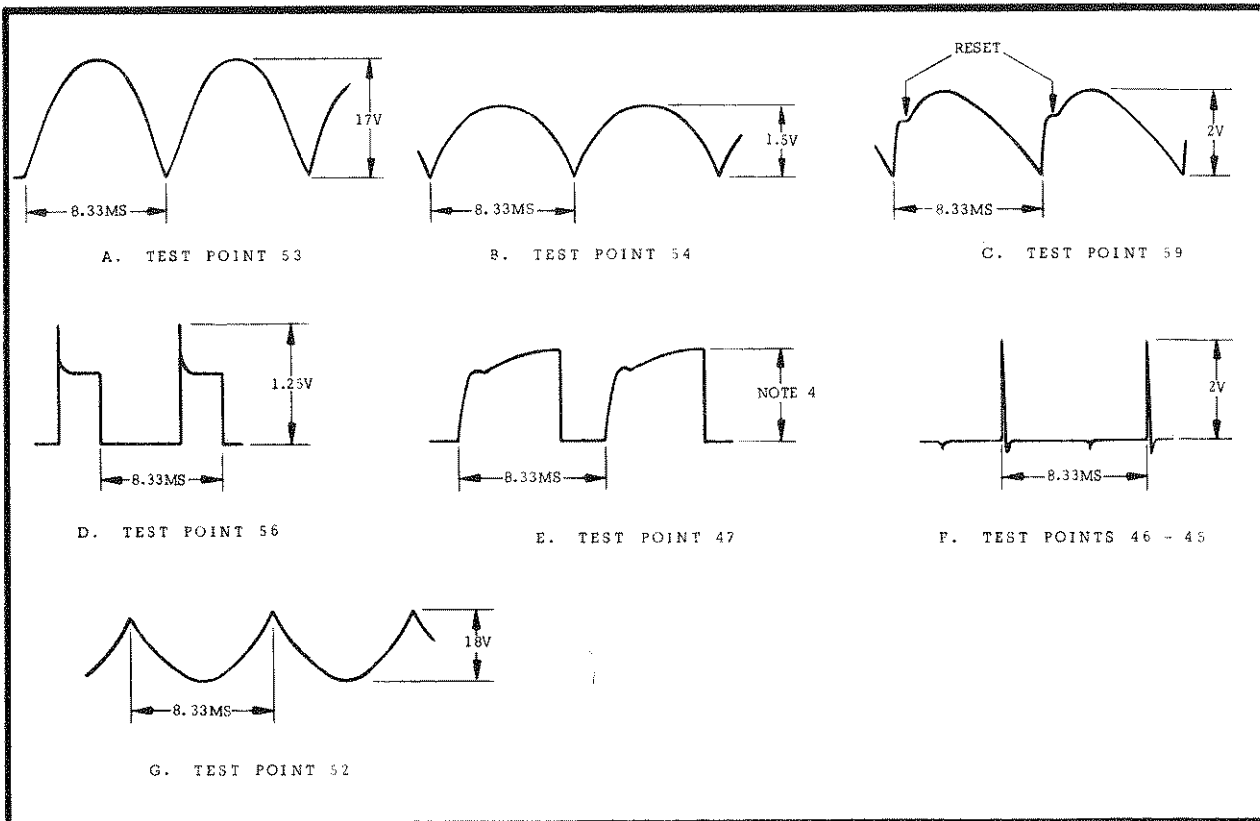 17V
8.33MS
A. TEST POINT 53
1.5V
8.33MS
B. TEST POINT 54
RESET
2V
8.33MS
C. TEST POINT 59
1.25V
8.33MS
D. TEST POINT 56
NOTE 4
8.33MS
E. TEST POINT 47
2V
8.33MS
F. TEST POINTS 46 - 45
18V
8.33MS
G. TEST POINT 52